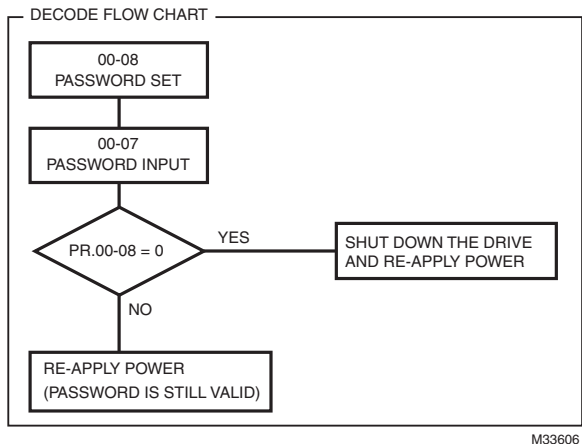 DECODE FLOW CHART
00-08
PASSWORD SET
00-07
PASSWORD INPUT
PR.00-08 = 0
YES
SHUT DOWN THE DRIVE
AND RE-APPLY POWER
NO
RE-APPLY POWER
(PASSWORD IS STILL VALID)
M33606